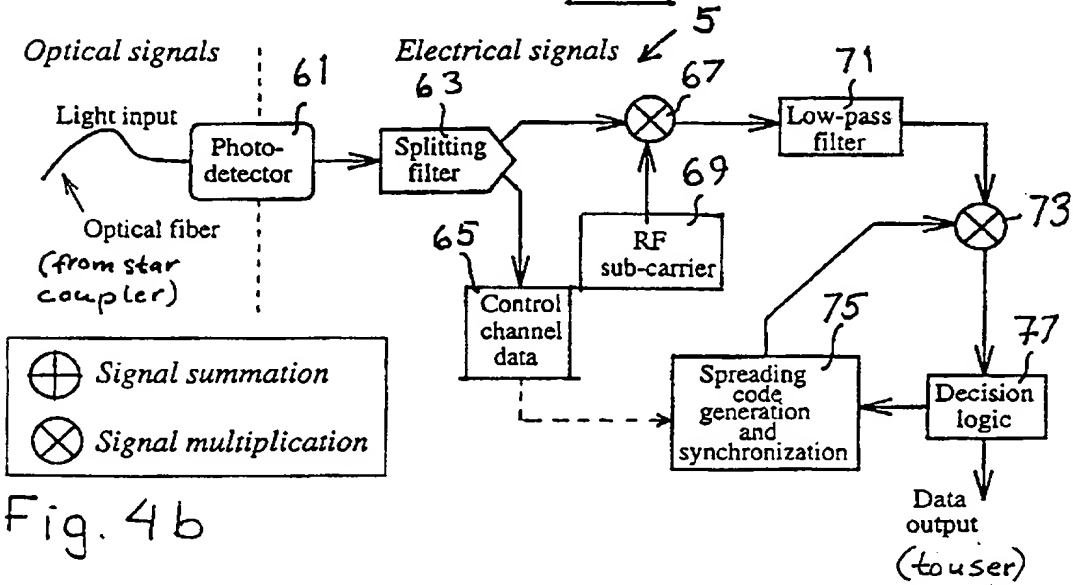 Optical signals
Electrical signals
5
61
63
67
71
Light input
Photo-
detector
Splitting
filter
Low-pass
filter
Optical fiber
(from star
coupler)
65
69
73
RF
sub-carrier
Control
channel
data
75
77
Signal summation
Signal multiplication
Spreading
code
generation
and
synchronization
Decision
logic
Data
output
(to user)
Fig. 4b